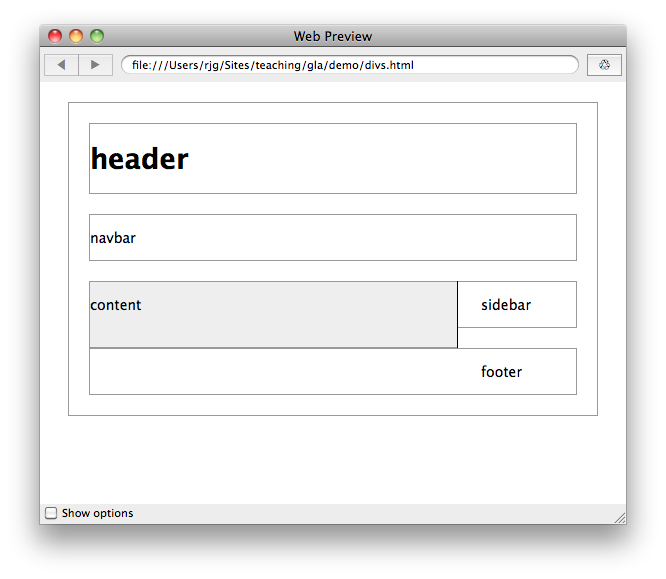 Web Preview
file:///Users/rjg/Sites/teaching/gla/demo/divs.html
header
navbar
content
sidebar
footer
Show options